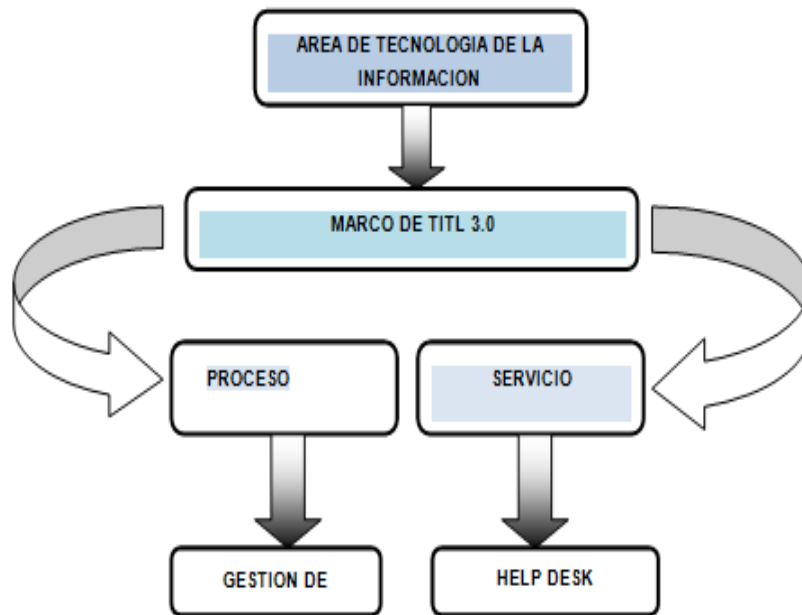 AREA DE TECNOLOGIA DE LA
INFORMACION
MARCO DE TITL 3.0
PROCESO
SERVICIO
GESTION DE
HELP DESK